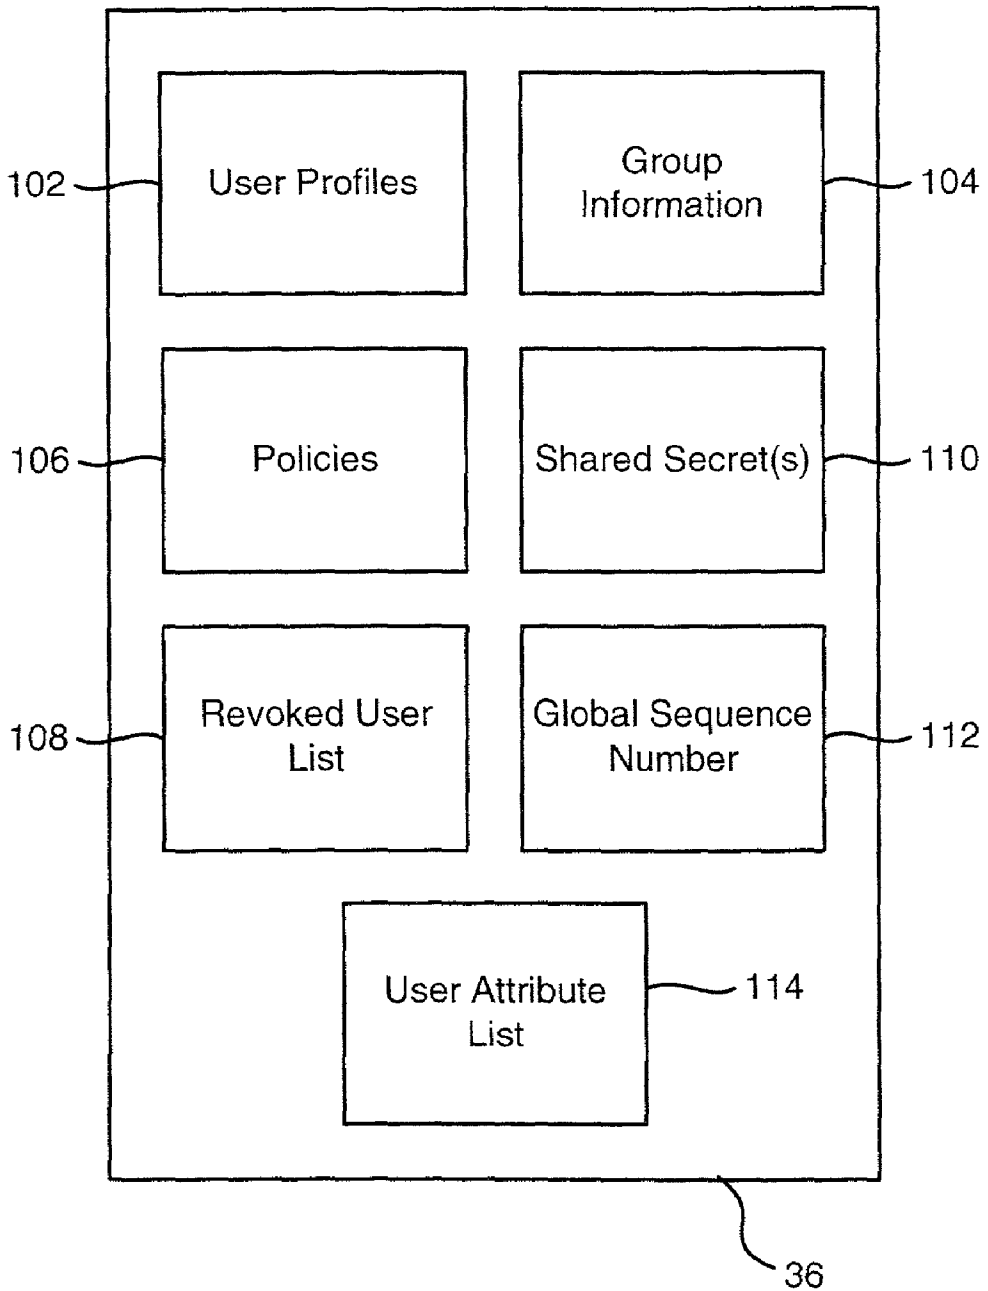 102
User Profiles
Group
Information
104
106
Policies
Shared Secret(s)
110
108
Revoked User
List
Global Sequence
Number
112
User Attribute
List
114
36